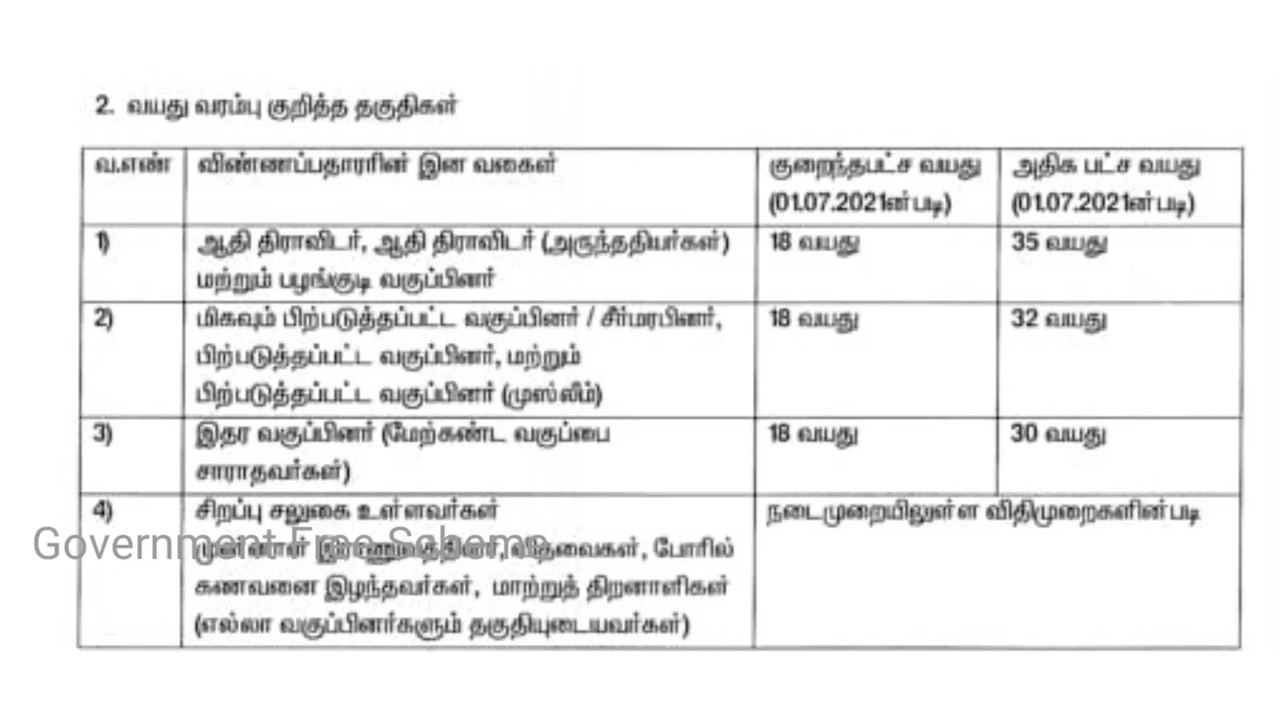 2. வயது வரம்பு குறித்த தகுதிகள்
வ.எண்
விண்ணப்பதாரரின் இன வகைகள்
குறைந்தபட்ச வயது
(01.07.2021ன்படி)
அதிக பட்ச வயது
(01.07.2021ன்படி)
1)
ஆதி திராவிடர், ஆதி திராவிடர் (அருந்ததியர்கள்)
மற்றும் பழங்குடி வகுப்பினர்
18 வயது
35 வயது
2)
மிகவும் பிற்படுத்தப்பட்ட வகுப்பினர் / சீர்மரபினர்,
பிற்படுத்தப்பட்ட வகுப்பினர், மற்றும்
பிற்படுத்தப்பட்ட வகுப்பினர் (முஸ்லீம்)
18 வயது
32 வயது
3)
இதர வகுப்பினர் (மேற்கண்ட வகுப்பை
சாராதவர்கள்)
18 வயது
30 வயது
4)
சிறப்பு சலுகை உள்ளவர்கள்
முன்னாள் இராணுவத்தினர், விதவைகள், போரில்
கணவனை இழந்தவர்கள், மாற்றுத் திறனாளிகள்
(எல்லா வகுப்பினர்களும் தகுதியுடையவர்கள்)
நடைமுறையிலுள்ள விதிமுறைகளின்படி
Government Free Scheme